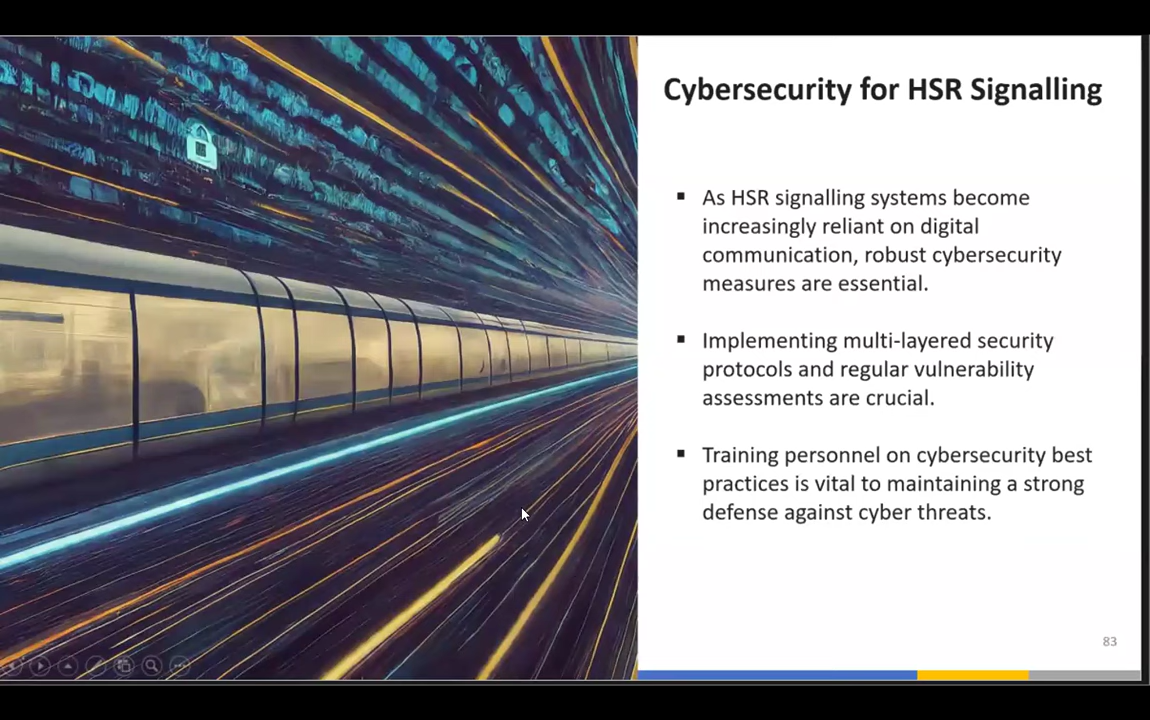 Cybersecurity for HSR Signalling
▪ As HSR signalling systems become
increasingly reliant on digital
communication, robust cybersecurity
measures are essential.
▪ Implementing multi-layered security
protocols and regular vulnerability
assessments are crucial.
▪ Training personnel on cybersecurity best
practices is vital to maintaining a strong
defense against cyber threats.
83